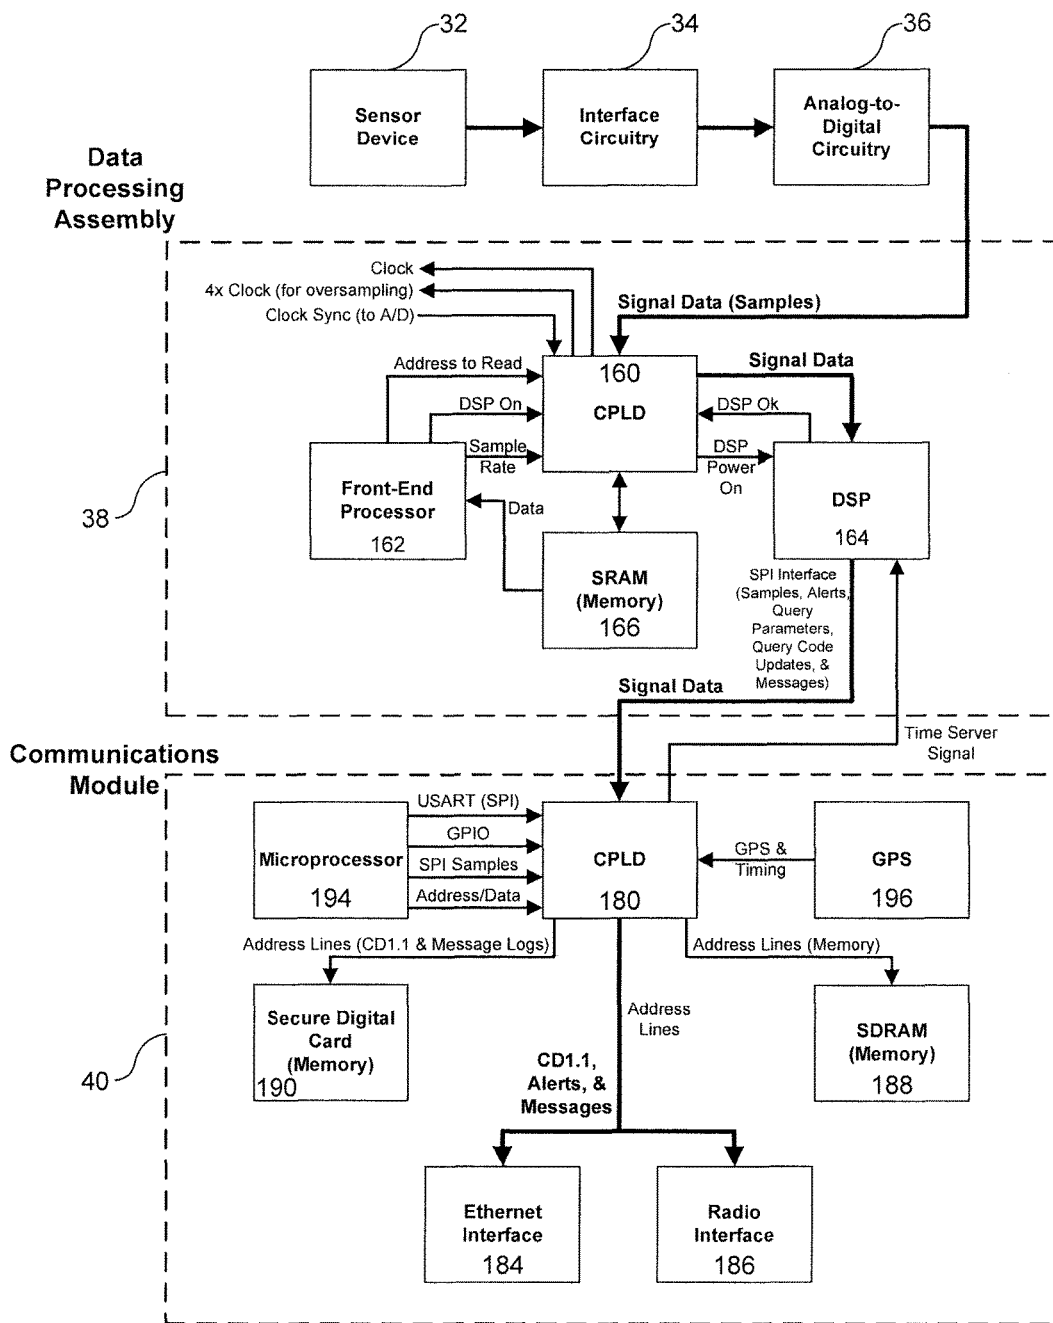 32
34
36
Sensor
Device
Interface
Circuitry
Analog-to-
Digital
Circuitry
Data
Processing
Assembly
Clock
4x Clock (for oversampling)
Clock Sync (to A/D)
Signal Data (Samples)
Address to Read
160
CPLD
Signal Data
DSP On
DSP Ok
Sample
Rate
DSP
Power
On
Front-End
Processor
162
Data
DSP
164
38
SRAM
(Memory)
166
SPI Interface
(Samples, Alerts,
Query
Parameters,
Query Code
Updates, &
Messages)
Signal Data
Time Server
Signal
Communications
Module
USART (SPI)
GPIO
SPI Samples
Address/Data
Microprocessor
194
CPLD
180
GPS &
Timing
GPS
196
Address Lines (CD1.1 & Message Logs)
Address Lines (Memory)
Secure Digital
Card
(Memory)
190
Address
Lines
SDRAM
(Memory)
188
40
CD1.1,
Alerts, &
Messages
Ethernet
Interface
184
Radio
Interface
186